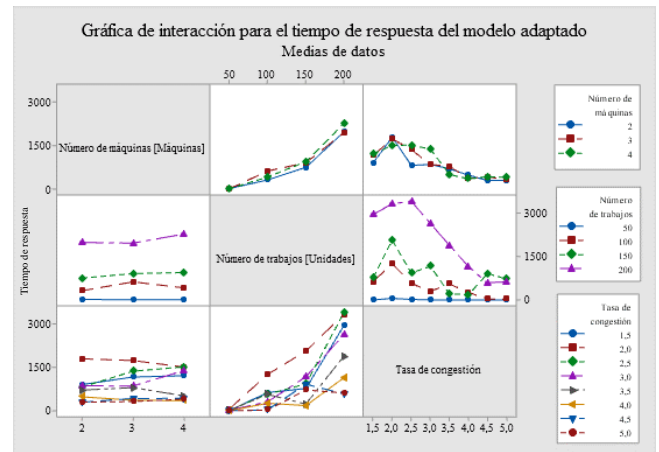 Gráfica de interacción para el tiempo de respuesta del modelo adaptado
Medias de datos
50 100 150 200
3000
1500
0
Número de máquinas [Máquinas]
Número de
máquinas
2
3
4
Tiempo de respuesta
Número de trabajos [Unidades]
3000
1500
0
Número
de trabajos
50
100
150
200
3000
1500
0
Tasa de congestión
Tasa de
congestión
1,5
2,0
2,5
3,0
3,5
4,0
4,5
5,0
2 3 4
50 100 150 200
1,5 2,0 2,5 3,0 3,5 4,0 4,5 5,0